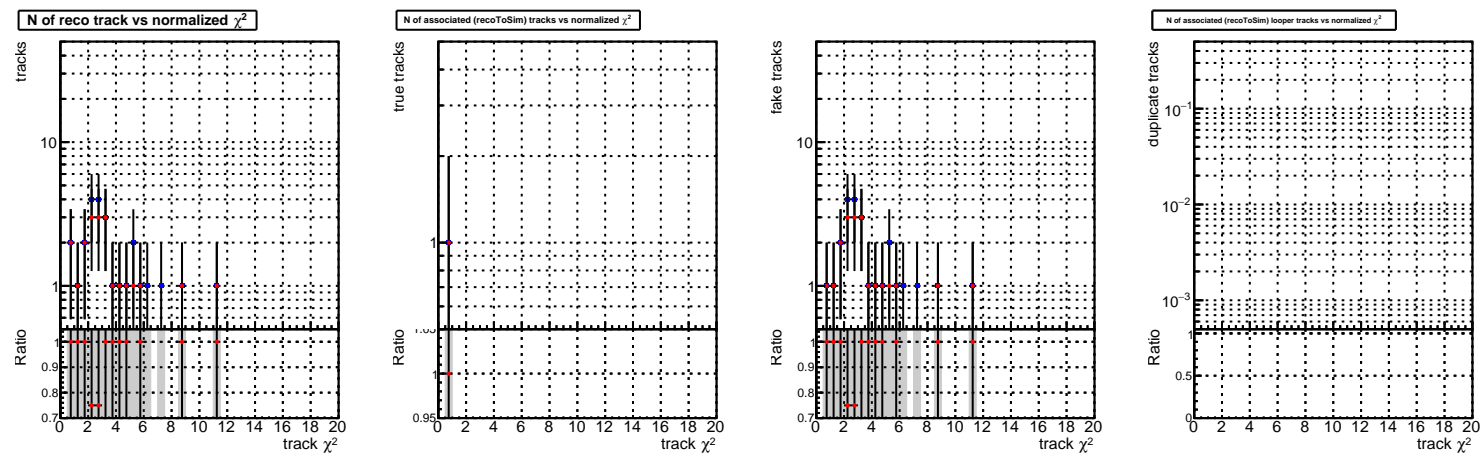 N of reco track vs normalized χ²
tracks
10
1
Ratio
1
0.9
0.8
0.7
0 2 4 6 8 10 12 14 16 18 20
track χ²
N of associated (recoToSim) tracks vs normalized χ²
true tracks
1
Ratio
1
0.95
0 2 4 6 8 10 12 14 16 18 20
track χ²
fake tracks
10
1
Ratio
1
0.9
0.8
0.7
0 2 4 6 8 10 12 14 16 18 20
track χ²
N of associated (recoToSim) looper tracks vs normalized χ²
duplicate tracks
10⁻¹
10⁻²
10⁻³
Ratio
1
0.5
0
0 2 4 6 8 10 12 14 16 18 20
track χ²